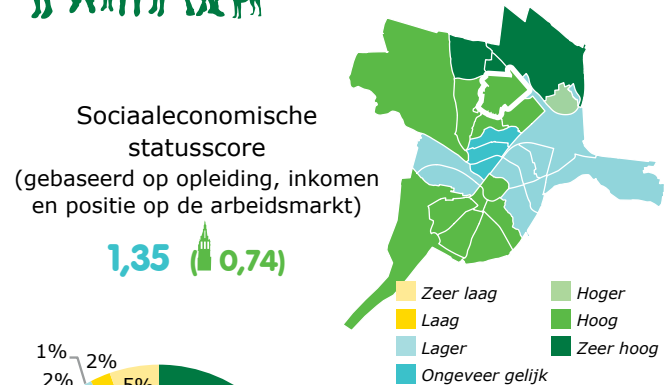 Sociaaleconomische
statusscore
(gebaseerd op opleiding, inkomen
en positie op de arbeidsmarkt)
1,35 ( 0,74)
Zeer laag
Laag
Lager
Ongeveer gelijk
Hoger
Hoog
Zeer hoog
1%
2%
2%
5%